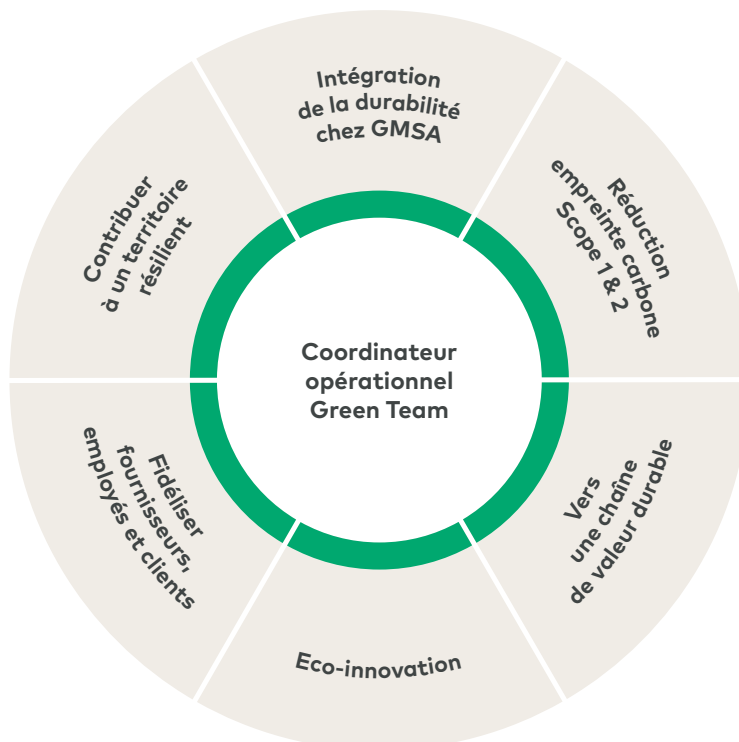 Intégration
de la durabilité
chez GMSA
Réduction
empreinte carbone
Scope 1 & 2
Vers
une chaîne
de valeur durable
Eco-innovation
Fidéliser
fournisseurs,
employés et clients
Contribuer
à un territoire
résilient
Coordinateur
opérationnel
Green Team